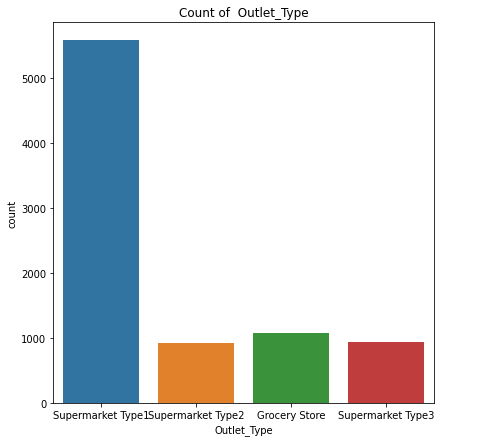 Count of  Outlet_Type
5000
4000
3000
2000
1000
0
count
Supermarket Type1 Supermarket Type2 Grocery Store Supermarket Type3
Outlet_Type